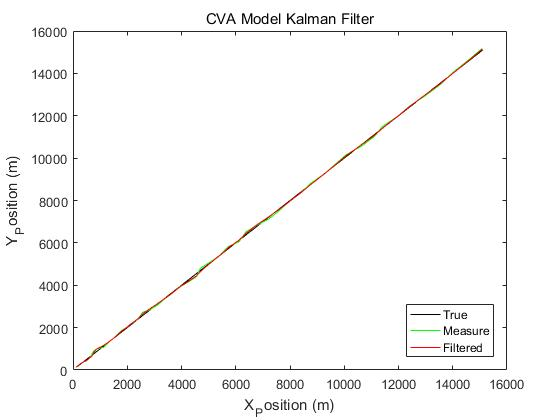 CVA Model Kalman Filter
16000
14000
12000
10000
8000
6000
4000
2000
0
Y_Position (m)
True
Measure
Filtered
0 2000 4000 6000 8000 10000 12000 14000 16000
X_Position (m)